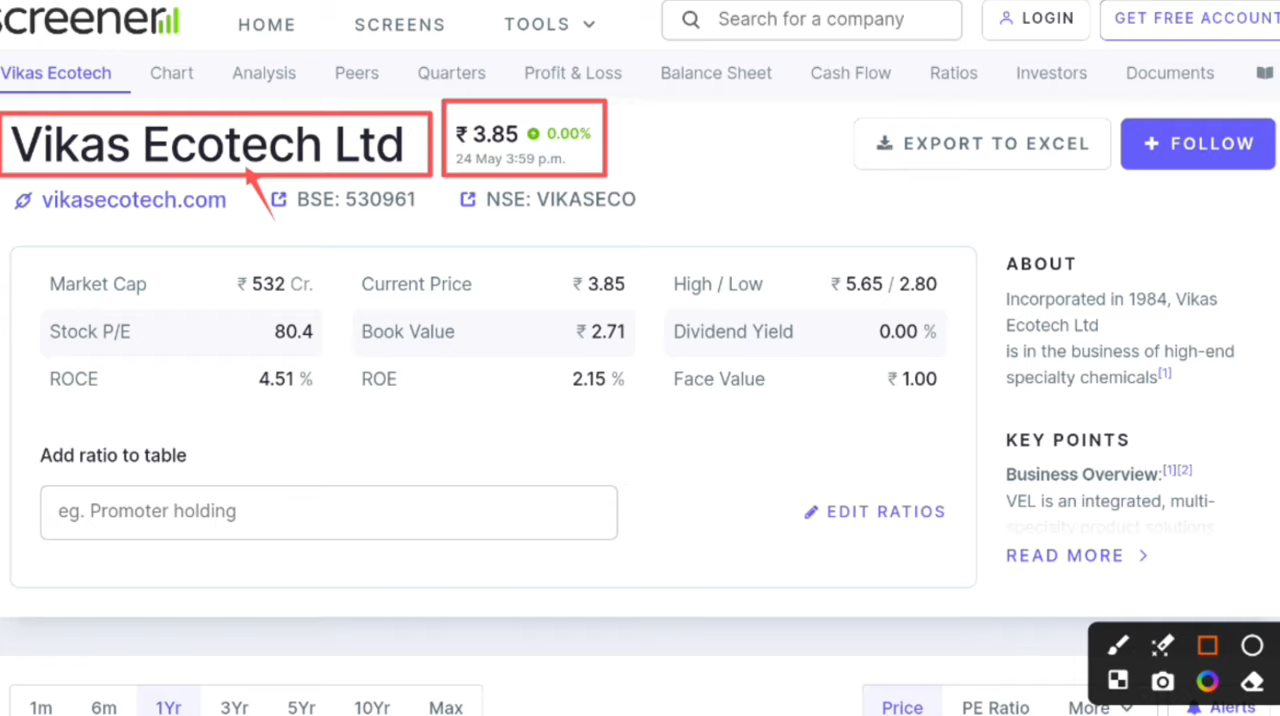 screener
HOME SCREENS TOOLS Search for a company LOGIN GET FREE ACCOUNT
Vikas Ecotech Chart Analysis Peers Quarters Profit & Loss Balance Sheet Cash Flow Ratios Investors Documents
Vikas Ecotech Ltd ₹ 3.85 0.00%
24 May 3:59 p.m.
EXPORT TO EXCEL + FOLLOW
vikasecotech.com BSE: 530961 NSE: VIKASECO
Market Cap ₹ 532 Cr. Current Price ₹ 3.85 High / Low ₹ 5.65 / 2.80
Stock P/E 80.4 Book Value ₹ 2.71 Dividend Yield 0.00 %
ROCE 4.51 % ROE 2.15 % Face Value ₹ 1.00
Add ratio to table
eg. Promoter holding
EDIT RATIOS
ABOUT
Incorporated in 1984, Vikas
Ecotech Ltd
is in the business of high-end
specialty chemicals[1]
KEY POINTS
Business Overview:[1][2]
VEL is an integrated, multi-
specialty product solutions
READ MORE >
1m 6m 1Yr 3Yr 5Yr 10Yr Max Price PE Ratio More Alerts